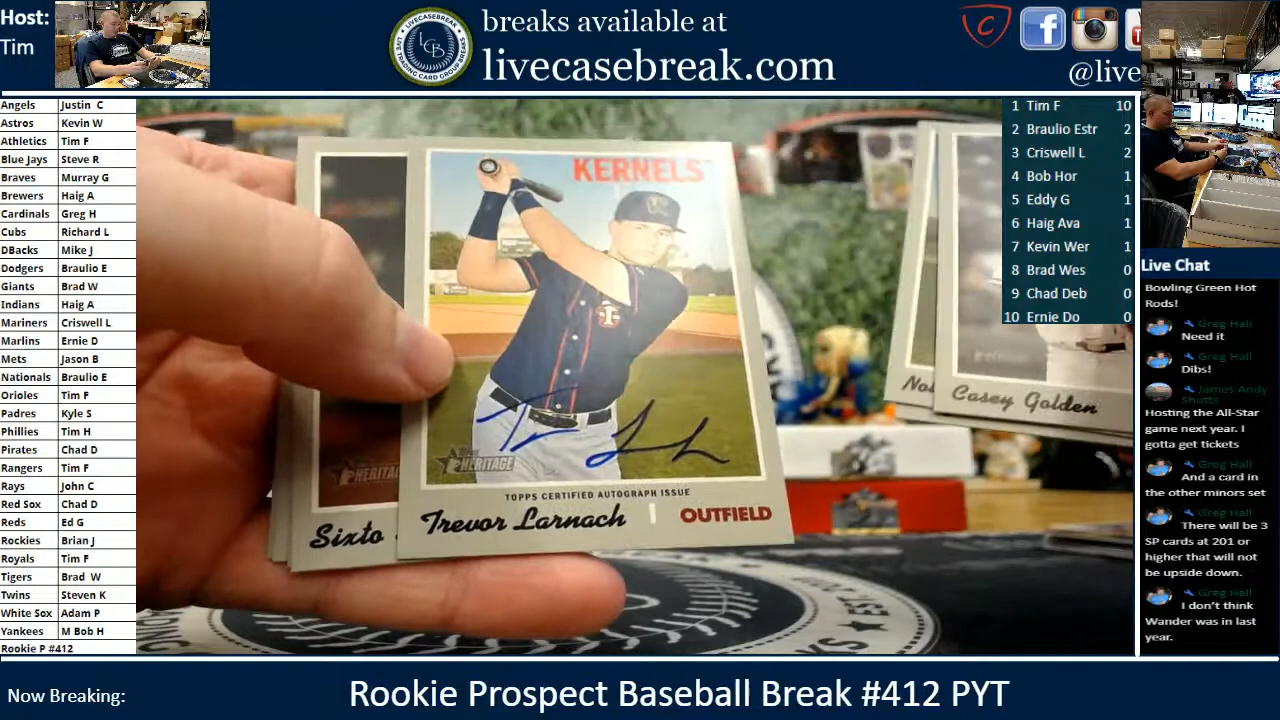 Host:
Tim
breaks available at:
livecasebreak.com
@live
Angels Justin C
Astros Kevin W
Athletics Tim F
Blue Jays Steve R
Braves Murray G
Brewers Haig A
Cardinals Greg H
Cubs Richard L
DBacks Mike J
Dodgers Braulio E
Giants Brad W
Indians Haig A
Mariners Criswell L
Marlins Ernie D
Mets Jason B
Nationals Braulio E
Orioles Tim F
Padres Kyle S
Phillies Tim H
Pirates Chad D
Rangers Tim F
Rays John C
Red Sox Chad D
Reds Ed G
Rockies Brian J
Royals Tim F
Tigers Brad W
Twins Steven K
White Sox Adam P
Yankees M Bob H
Rookie P #412
KERNELS
HERITAGE
TOPPS CERTIFIED AUTOGRAPH ISSUE
Trevor Larnach | OUTFIELD
HERITAGE
Sixto
Casey Golden
1 Tim F 10
2 Braulio Estr 2
3 Criswell L 2
4 Bob Hor 1
5 Eddy G 1
6 Haig Ava 1
7 Kevin Wer 1
8 Brad Wes 0
9 Chad Deb 0
10 Ernie Do 0
Live Chat
Bowling Green Hot
Rods!
Greg Hall
Need it
Greg Hall
Dibs!
James Andy
Shutts
Hosting the All-Star
game next year. I
gotta get tickets
Greg Hall
And a card in
the other minors set
Greg Hall
There will be 3
SP cards at 201 or
higher that will not
be upside down.
Greg Hall
I don't think
Wander was in last
year.
Now Breaking:
Rookie Prospect Baseball Break #412 PYT